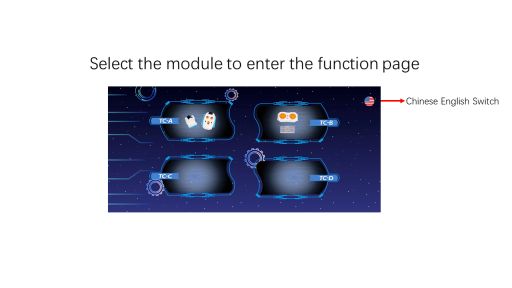 Select the module to enter the function page
Chinese English Switch
TC-A
TC-B
TC-C
TC-D